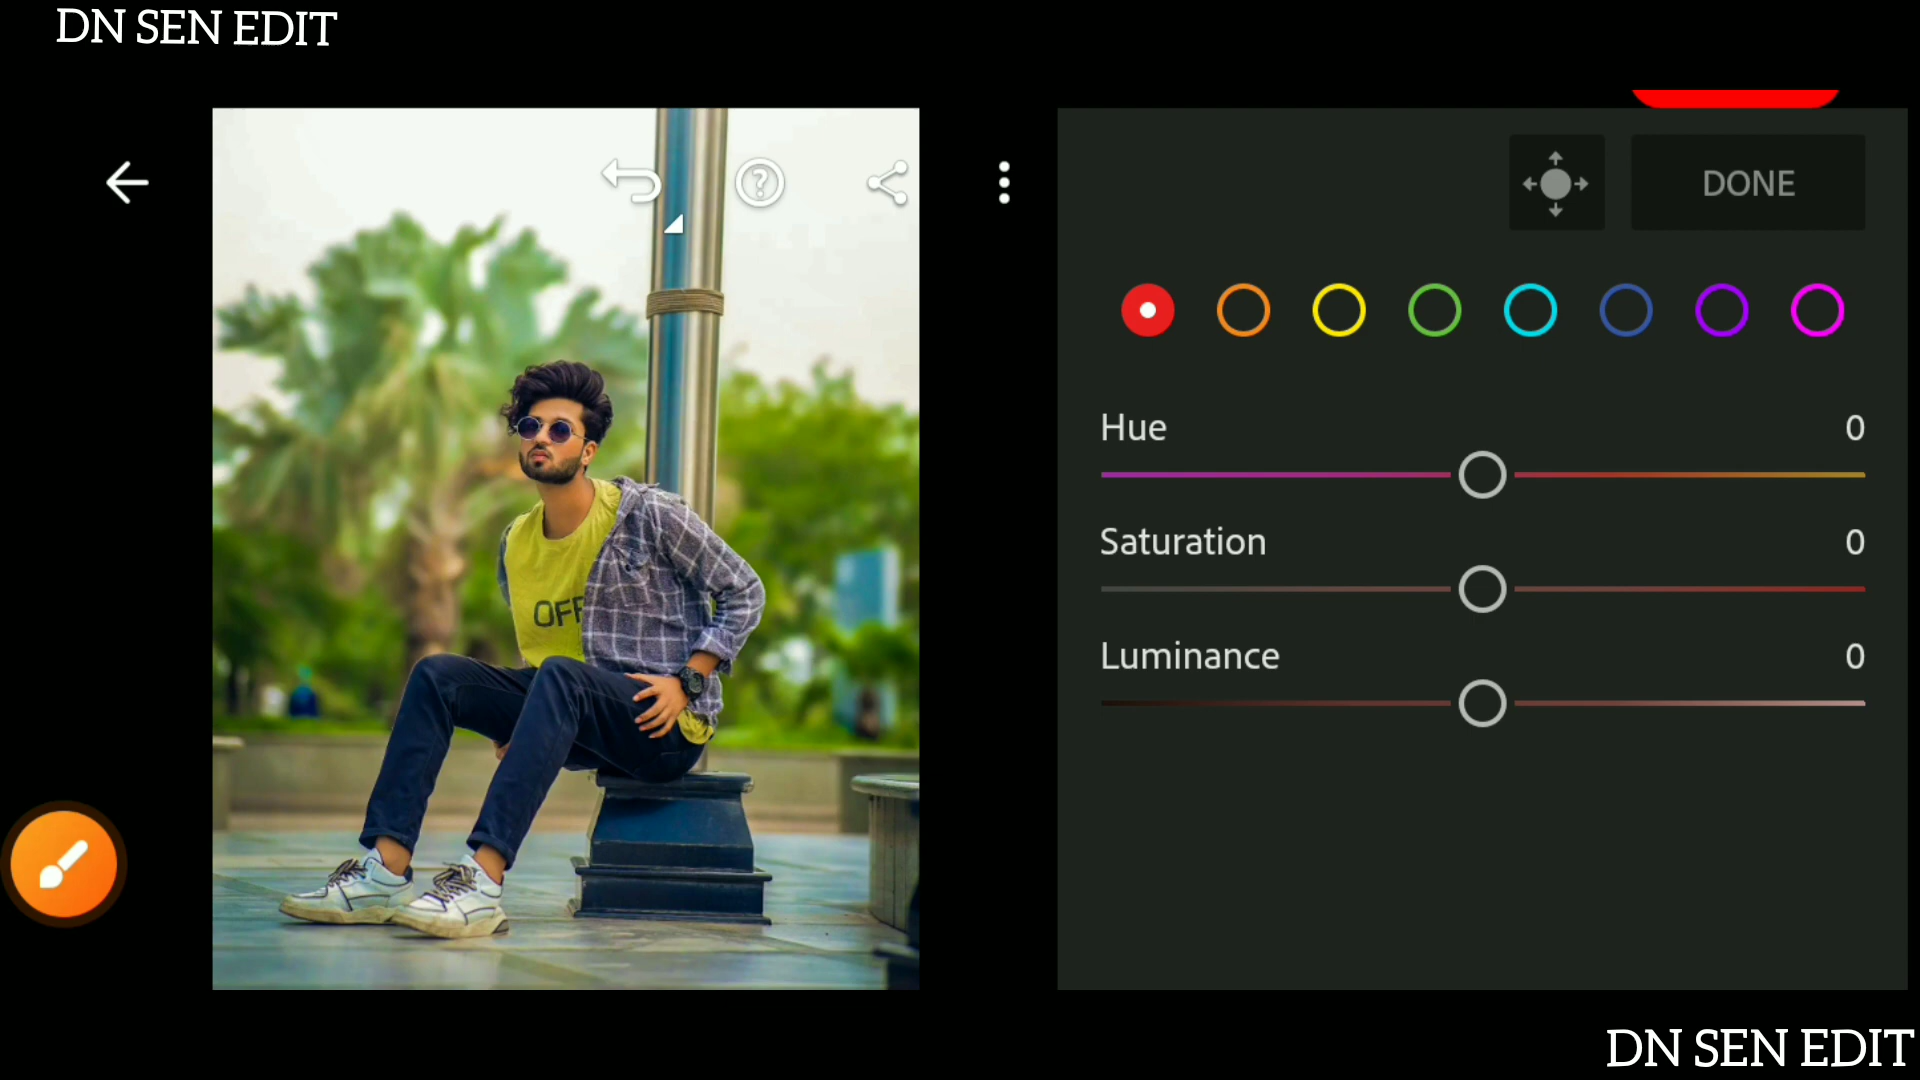 DN SEN EDIT
DONE
Hue 0
Saturation 0
Luminance 0
OFF
DN SEN EDIT